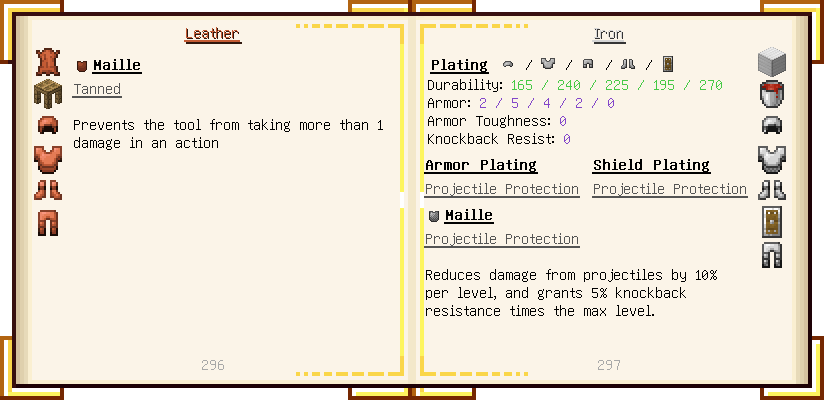 Leather
Maille
Tanned
Prevents the tool from taking more than 1
damage in an action
296
Iron
Plating / / / /
Durability: 165 / 240 / 225 / 195 / 270
Armor: 2 / 5 / 4 / 2 / 0
Armor Toughness: 0
Knockback Resist: 0
Armor Plating Shield Plating
Projectile Protection Projectile Protection
Maille
Projectile Protection
Reduces damage from projectiles by 10%
per level, and grants 5% knockback
resistance times the max level.
297